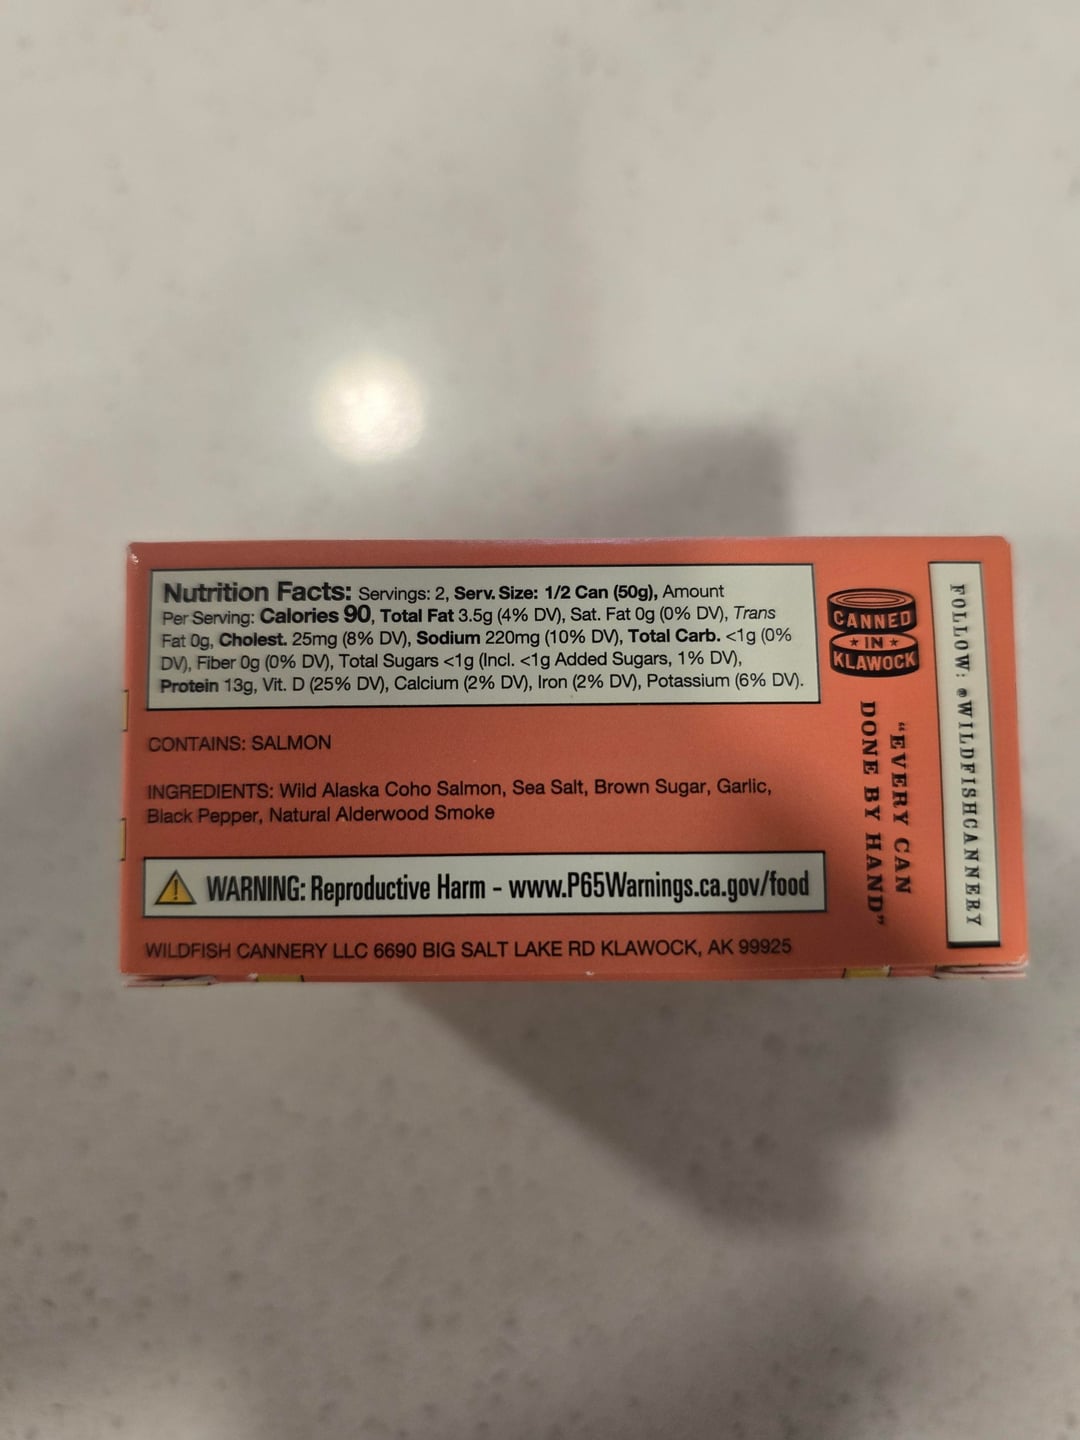 Nutrition Facts: Servings: 2, Serv. Size: 1/2 Can (50g), Amount
Per Serving: Calories 90, Total Fat 3.5g (4% DV), Sat. Fat 0g (0% DV), Trans
Fat 0g, Cholest. 25mg (8% DV), Sodium 220mg (10% DV), Total Carb. <1g (0%
DV), Fiber 0g (0% DV), Total Sugars <1g (Incl. <1g Added Sugars, 1% DV),
Protein 13g, Vit. D (25% DV), Calcium (2% DV), Iron (2% DV), Potassium (6% DV).
CONTAINS: SALMON
INGREDIENTS: Wild Alaska Coho Salmon, Sea Salt, Brown Sugar, Garlic,
Black Pepper, Natural Alderwood Smoke
WARNING: Reproductive Harm - www.P65Warnings.ca.gov/food
WILDFISH CANNERY LLC 6690 BIG SALT LAKE RD KLAWOCK, AK 99925
CANNED
IN
KLAWOCK
“EVERY CAN
DONE BY HAND”
FOLLOW: @WILDFISHCANNERY